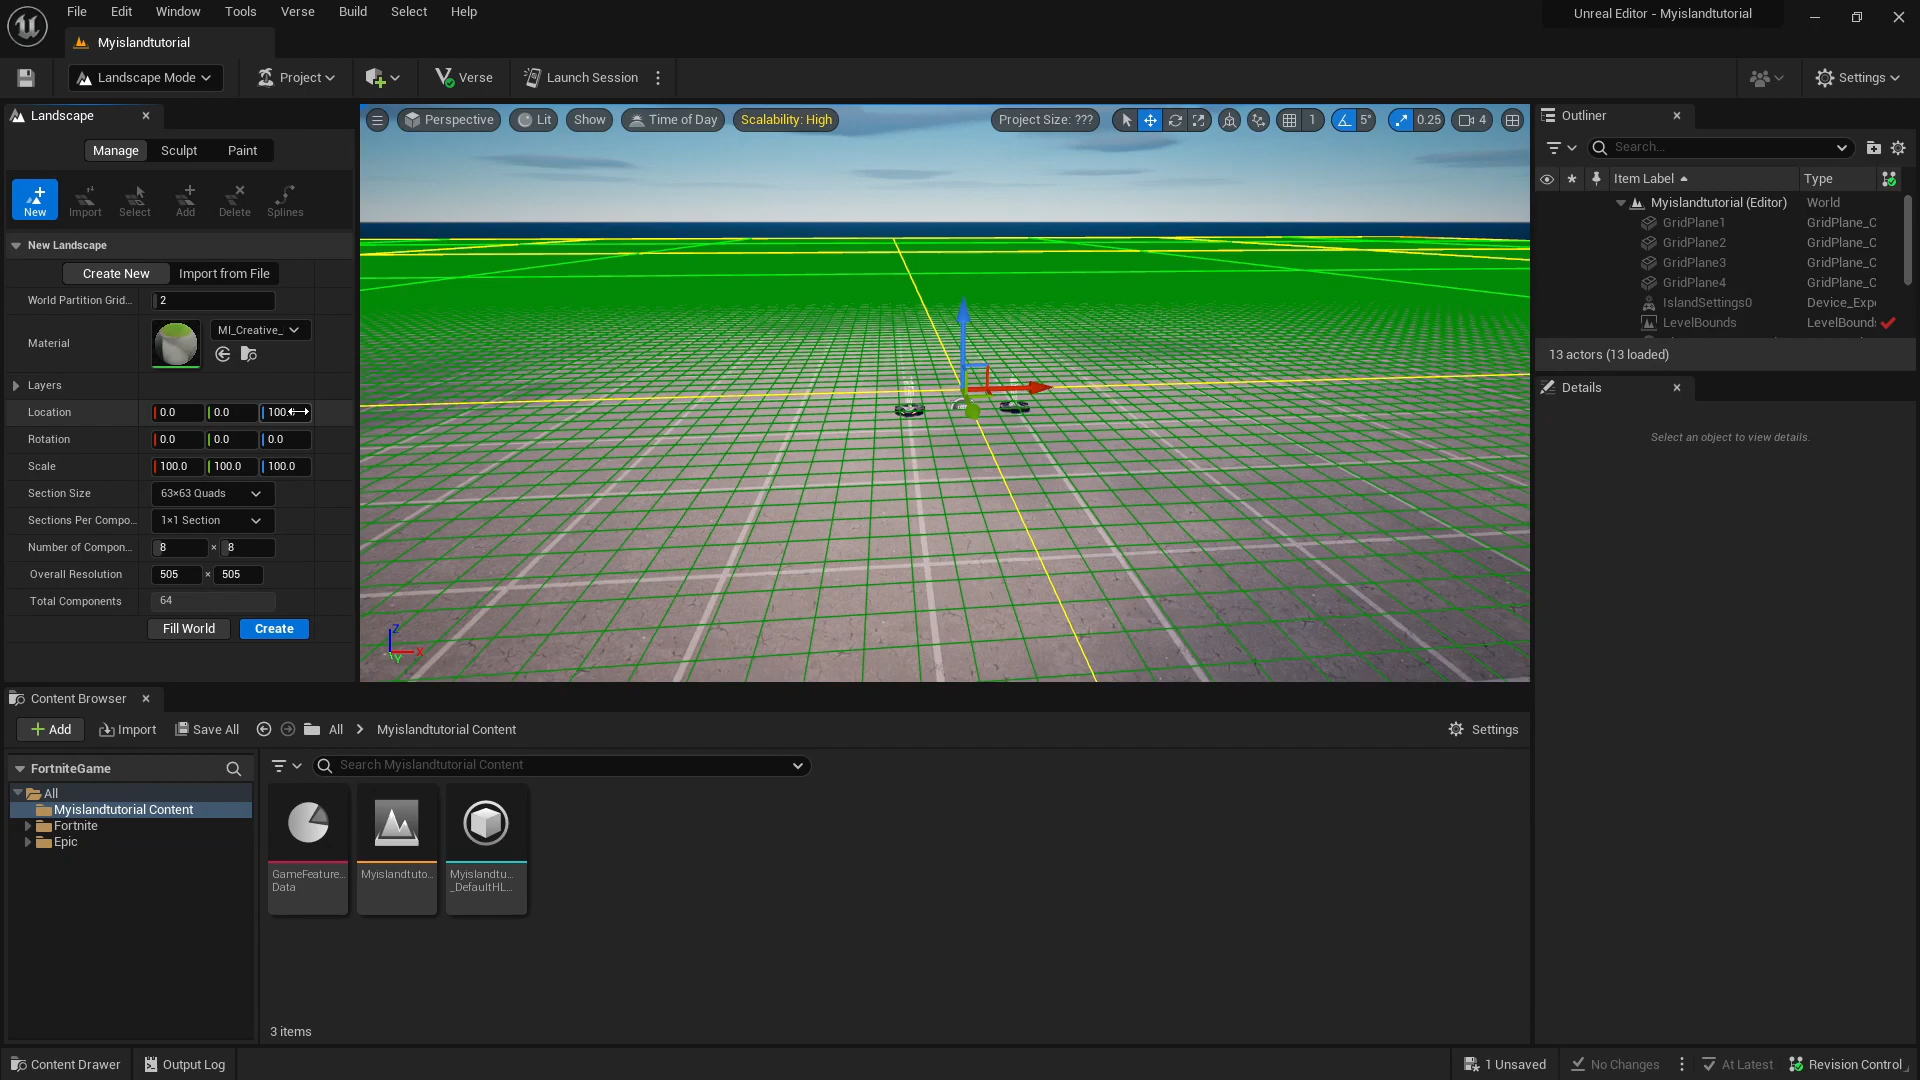 File Edit Window Tools Verse Build Select Help
Unreal Editor - Myislandtutorial
Myislandtutorial
Landscape Mode Project Verse Launch Session Settings
Landscape
Manage Sculpt Paint
New Import Select Add Delete Splines
New Landscape
Create New Import from File
World Partition Grid... 2
Material MI_Creative_
Layers
Location 0.0 0.0 100.
Rotation 0.0 0.0 0.0
Scale 100.0 100.0 100.0
Section Size 63×63 Quads
Sections Per Compo... 1×1 Section
Number of Compon... 8 × 8
Overall Resolution 505 × 505
Total Components 64
Fill World Create
Perspective Lit Show Time of Day Scalability: High Project Size: ??? 1 5° 0.25 4
Z
X
Y
Outliner
Search...
Item Label Type
Myislandtutorial (Editor) World
GridPlane1 GridPlane_C
GridPlane2 GridPlane_C
GridPlane3 GridPlane_C
GridPlane4 GridPlane_C
IslandSettings0 Device_Expe
LevelBounds LevelBounds
13 actors (13 loaded)
Details
Select an object to view details.
Content Browser
Add Import Save All All Myislandtutorial Content Settings
FortniteGame
Search Myislandtutorial Content
All
Myislandtutorial Content
Fortnite
Epic
GameFeature...
Data
Myislandtuto...
Myislandtu...
_DefaultHL...
3 items
Content Drawer Output Log 1 Unsaved No Changes At Latest Revision Control